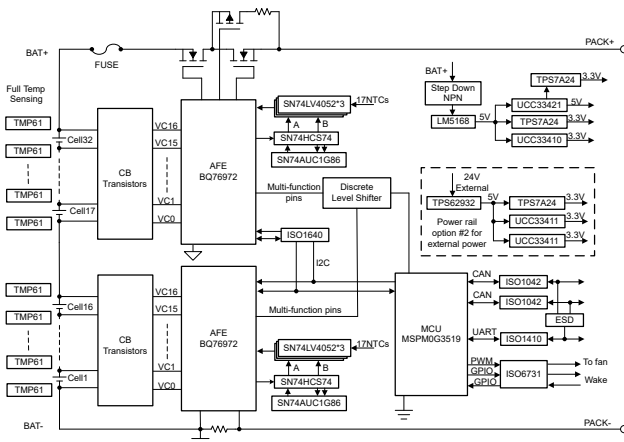 BAT+
FUSE
PACK+
Full Temp
Sensing
TMP61
Cell32
TMP61
TMP61
Cell17
TMP61
CB
Transistors
VC16
VC15
VC1
VC0
AFE
BQ76972
SN74LV4052*3
17NTCs
A
B
SN74HCS74
SN74AUC1G86
Multi-function
pins
Discrete
Level Shifter
ISO1640
I2C
BAT+
Step Down
NPN
LM5168
5V
TPS7A24
3.3V
UCC33421
5V
TPS7A24
3.3V
UCC33410
3.3V
24V
External
TPS62932
5V
TPS7A24
3.3V
UCC33411
3.3V
UCC33411
3.3V
Power rail
option #2 for
external power
TMP61
Cell16
TMP61
TMP61
Cell1
TMP61
CB
Transistors
VC16
VC15
VC1
VC0
AFE
BQ76972
Multi-function pins
SN74LV4052*3
17NTCs
A
B
SN74HCS74
SN74AUC1G86
MCU
MSPM0G3519
CAN
ISO1042
CAN
ISO1042
ESD
UART
ISO1410
PWM
GPIO
GPIO
ISO6731
To fan
Wake
BAT-
PACK-